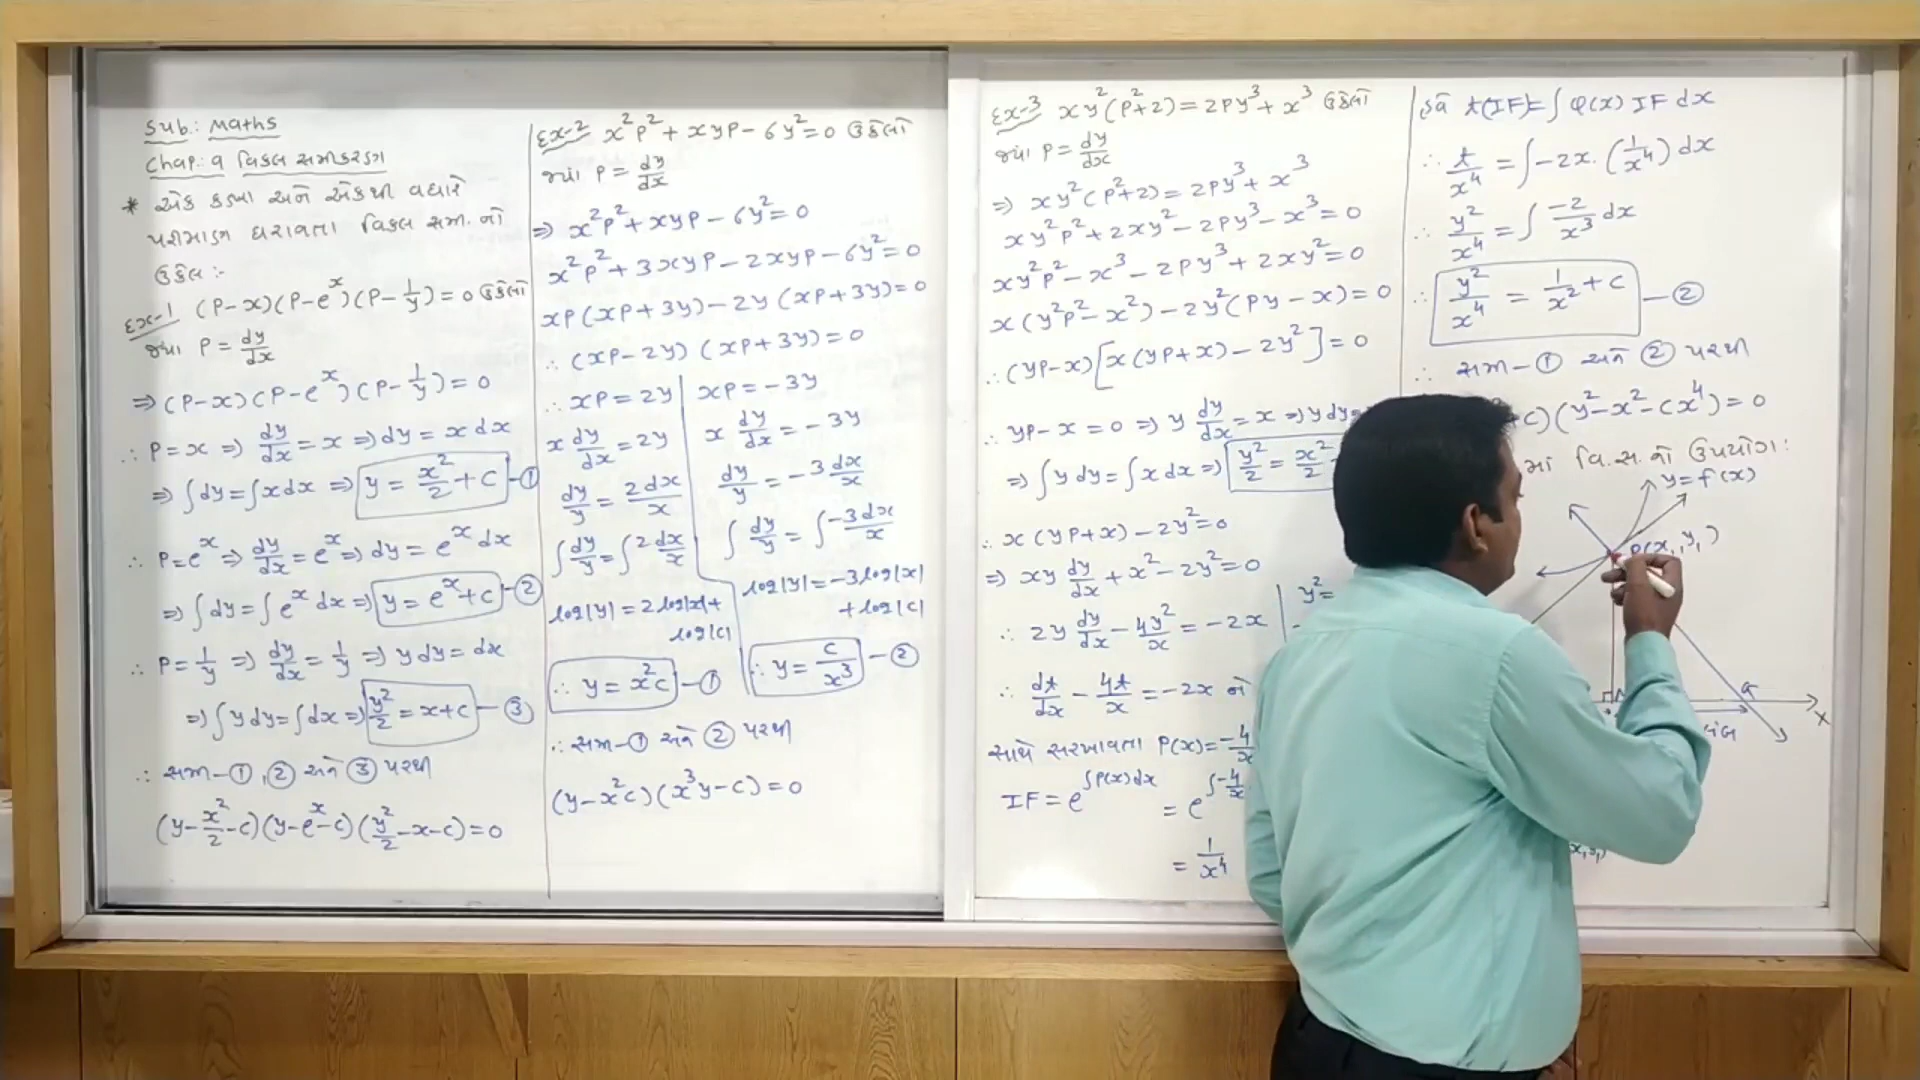 Sub.: Maths
Chap.: ૯ વિકલ સમીકરણ
* એક કક્ષા અને એકથી વધારે
પરિમાણ ધરાવતા વિકલ સમી. નો
ઉકેલ :-
Ex-1 (P-x)(P-e^x)(P-1/y)=0 ઉકેલો
જ્યાં P = dy/dx
⇒ (P-x)(P-e^x)(P-1/y)=0
∴ P=x ⇒ dy/dx = x ⇒ dy = x dx
⇒ ∫dy = ∫x dx ⇒ y = x²/2 + C - ①
∴ P=e^x ⇒ dy/dx = e^x ⇒ dy = e^x dx
⇒ ∫dy = ∫e^x dx ⇒ y = e^x + C - ②
∴ P = 1/y ⇒ dy/dx = 1/y ⇒ y dy = dx
⇒ ∫y dy = ∫dx ⇒ y²/2 = x+c - ③
∴ સમી-①, ② અને ③ પરથી
(y - x²/2 - c)(y - e^x - c)(y²/2 - x - c) = 0
Ex-2 x²P² + xyP - 6y² = 0 ઉકેલો
જ્યાં P = dy/dx
⇒ x²P² + xyP - 6y² = 0
x²P² + 3xyP - 2xyP - 6y² = 0
xP(xP+3y) - 2y(xP+3y) = 0
∴ (xP-2y)(xP+3y) = 0
∴ xP = 2y
x dy/dx = 2y
dy/y = 2dx/x
∫dy/y = ∫2 dx/x
log|y| = 2log|x| +
log|c|
∴ y = x²c - ①
xP = -3y
x dy/dx = -3y
dy/y = -3 dx/x
∫dy/y = ∫-3dx/x
log|y| = -3log|x|
+ log|c|
∴ y = c/x³ - ②
∴ સમી-① અને ② પરથી
(y - x²c)(x³y - c) = 0
Ex-3 xy²(P²+2) = 2Py³ + x³ ઉકેલો
જ્યાં P = dy/dx
⇒ xy²(P²+2) = 2Py³ + x³
xy²P² + 2xy² - 2Py³ - x³ = 0
xy²P² - x³ - 2Py³ + 2xy² = 0
x(y²P² - x²) - 2y²(Py - x) = 0
∴ (yP-x)[x(yP+x) - 2y²] = 0
∴ yP - x = 0 ⇒ y dy/dx = x ⇒ y dy =
⇒ ∫y dy = ∫x dx ⇒ y²/2 = x²/2
∴ x(yP+x) - 2y² = 0
⇒ xy dy/dx + x² - 2y² = 0
∴ 2y dy/dx - 4y²/x = -2x | y² =
∴ dt/dx - 4t/x = -2x ને
સાથે સરખાવતા P(x) = -4/x
IF = e^∫P(x)dx = e^∫-4/x
= 1/x⁴
હવે t(IF) = ∫Q(x) IF dx
∴ t/x⁴ = ∫-2x.(1/x⁴) dx
∴ y²/x⁴ = ∫-2/x³ dx
∴ y²/x⁴ = 1/x² + c - ②
∴ સમી-① અને ② પરથી
c)(y² - x² - cx⁴) = 0
માં વિ.સ. નો ઉપયોગ:
y = f(x)
P(x₁, y₁)
G
X